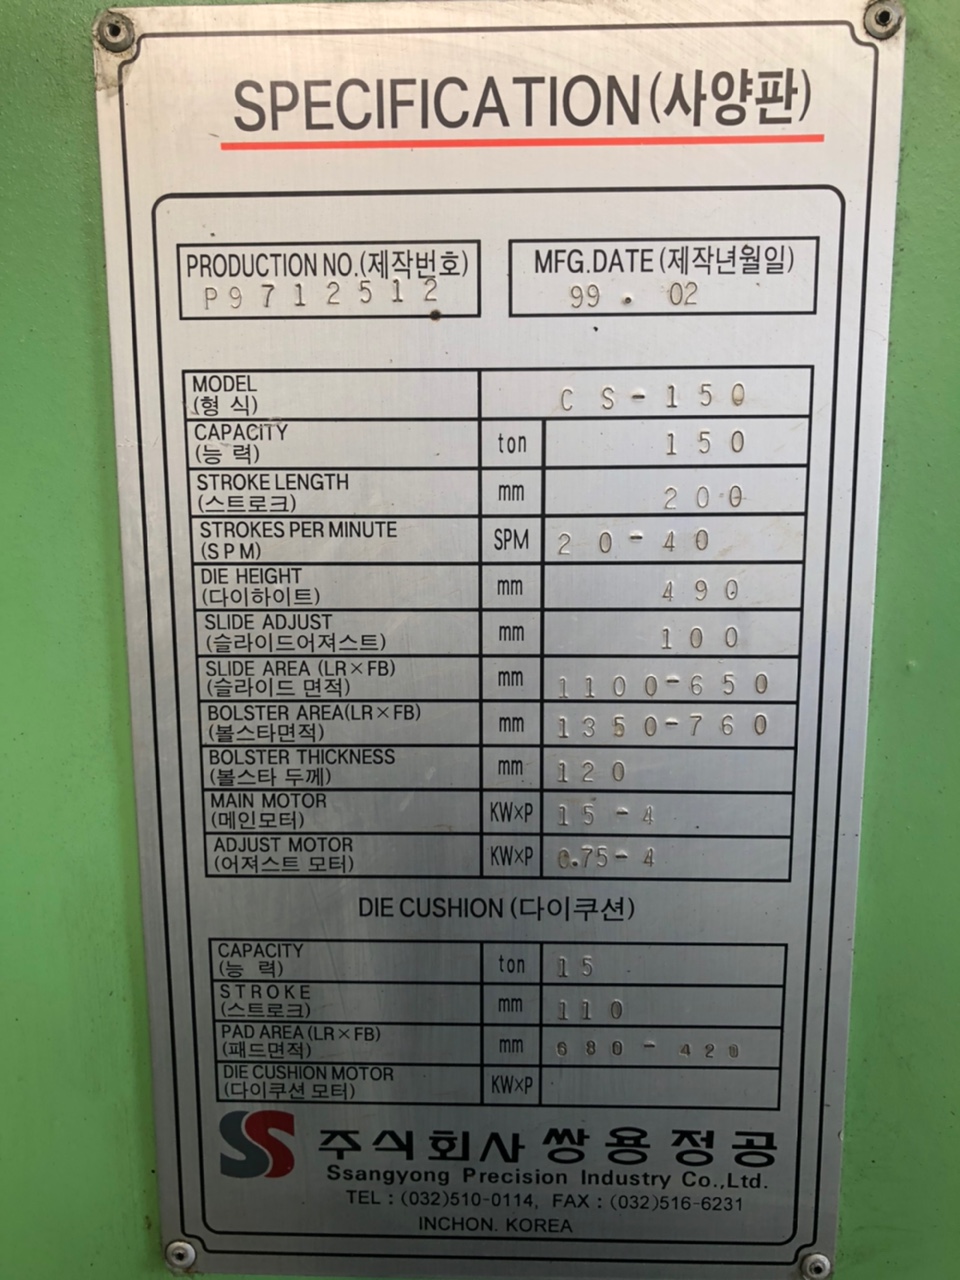 SPECIFICATION(사양판)
PRODUCTION NO.(제작번호)
P9712512
MFG.DATE(제작년월일)
99. 02
MODEL
(형 식)
CS-150
CAPACITY
(능 력)
ton
150
STROKE LENGTH
(스트로크)
mm
200
STROKES PER MINUTE
(SPM)
SPM
20-40
DIE HEIGHT
(다이하이트)
mm
490
SLIDE ADJUST
(슬라이드어져스트)
mm
100
SLIDE AREA (LR×FB)
(슬라이드 면적)
mm
1100-650
BOLSTER AREA(LR×FB)
(볼스타면적)
mm
1350-760
BOLSTER THICKNESS
(볼스타 두께)
mm
120
MAIN MOTOR
(메인모터)
KW×P
15-4
ADJUST MOTOR
(어져스트 모터)
KW×P
0.75-4
DIE CUSHION(다이쿠션)
CAPACITY
(능 력)
ton
15
STROKE
(스트로크)
mm
110
PAD AREA(LR×FB)
(패드면적)
mm
680-420
DIE CUSHION MOTOR
(다이쿠션 모터)
KW×P
SS 주식회사 쌍용정공
Ssangyong Precision Industry Co.,Ltd.
TEL : (032)510-0114, FAX : (032)516-6231
INCHON. KOREA